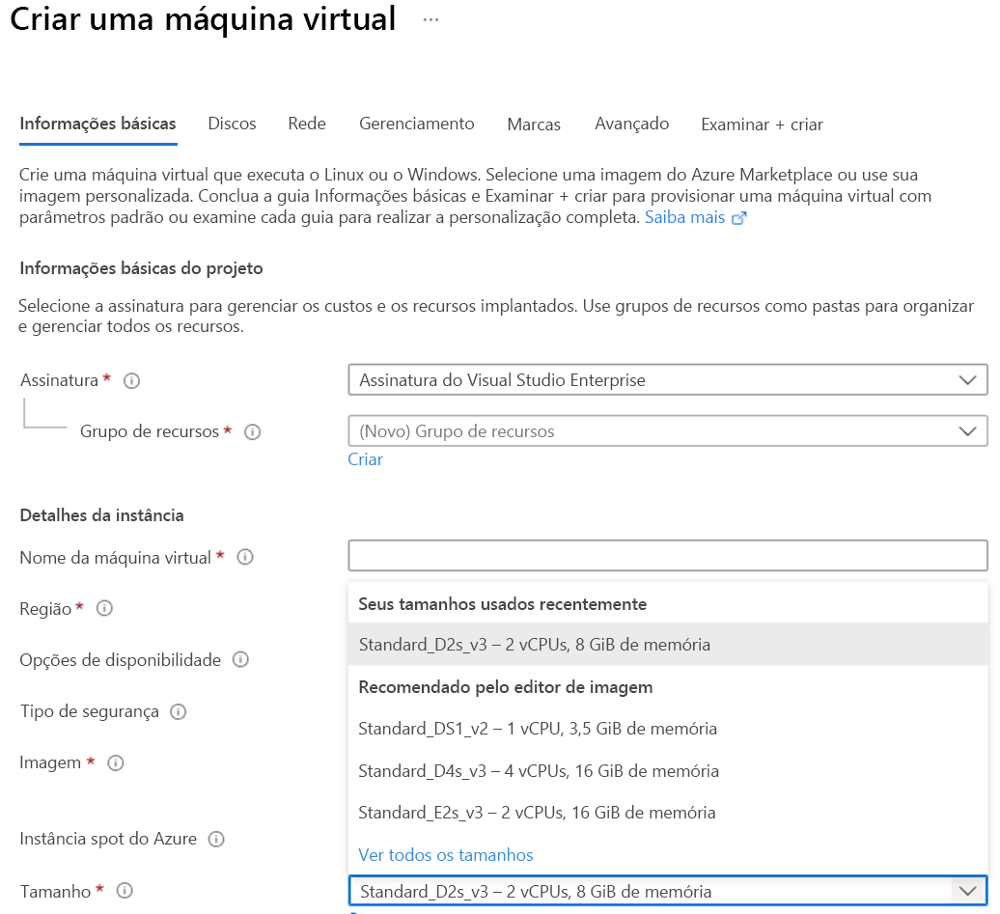 Criar uma máquina virtual ...
Informações básicas Discos Rede Gerenciamento Marcas Avançado Examinar + criar
Crie uma máquina virtual que executa o Linux ou o Windows. Selecione uma imagem do Azure Marketplace ou use sua
imagem personalizada. Conclua a guia Informações básicas e Examinar + criar para provisionar uma máquina virtual com
parâmetros padrão ou examine cada guia para realizar a personalização completa. Saiba mais
Informações básicas do projeto
Selecione a assinatura para gerenciar os custos e os recursos implantados. Use grupos de recursos como pastas para organizar
e gerenciar todos os recursos.
Assinatura * Assinatura do Visual Studio Enterprise
Grupo de recursos * (Novo) Grupo de recursos
Criar
Detalhes da instância
Nome da máquina virtual *
Seus tamanhos usados recentemente
Região *
Standard_D2s_v3 – 2 vCPUs, 8 GiB de memória
Opções de disponibilidade
Recomendado pelo editor de imagem
Tipo de segurança
Standard_DS1_v2 – 1 vCPU, 3,5 GiB de memória
Imagem *
Standard_D4s_v3 – 4 vCPUs, 16 GiB de memória
Standard_E2s_v3 – 2 vCPUs, 16 GiB de memória
Instância spot do Azure
Ver todos os tamanhos
Tamanho * Standard_D2s_v3 – 2 vCPUs, 8 GiB de memória